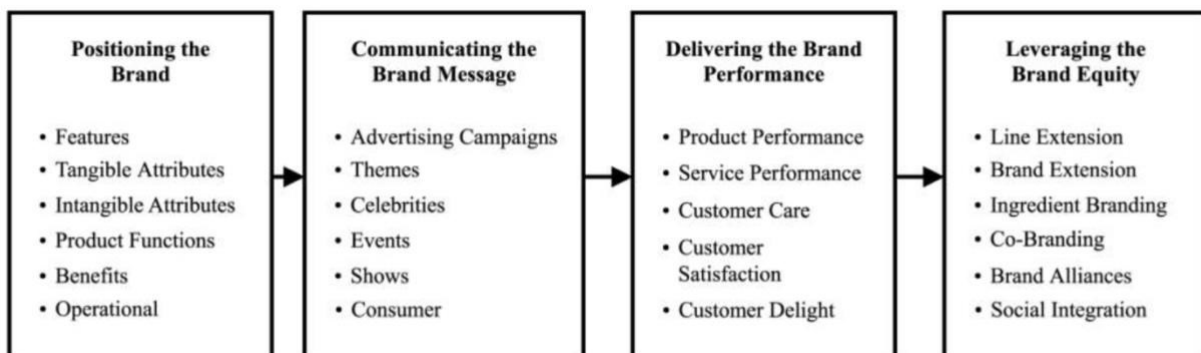 Positioning the
Brand
• Features
• Tangible Attributes
• Intangible Attributes
• Product Functions
• Benefits
• Operational
Communicating the
Brand Message
• Advertising Campaigns
• Themes
• Celebrities
• Events
• Shows
• Consumer
Delivering the Brand
Performance
• Product Performance
• Service Performance
• Customer Care
• Customer
Satisfaction
• Customer Delight
Leveraging the
Brand Equity
• Line Extension
• Brand Extension
• Ingredient Branding
• Co-Branding
• Brand Alliances
• Social Integration